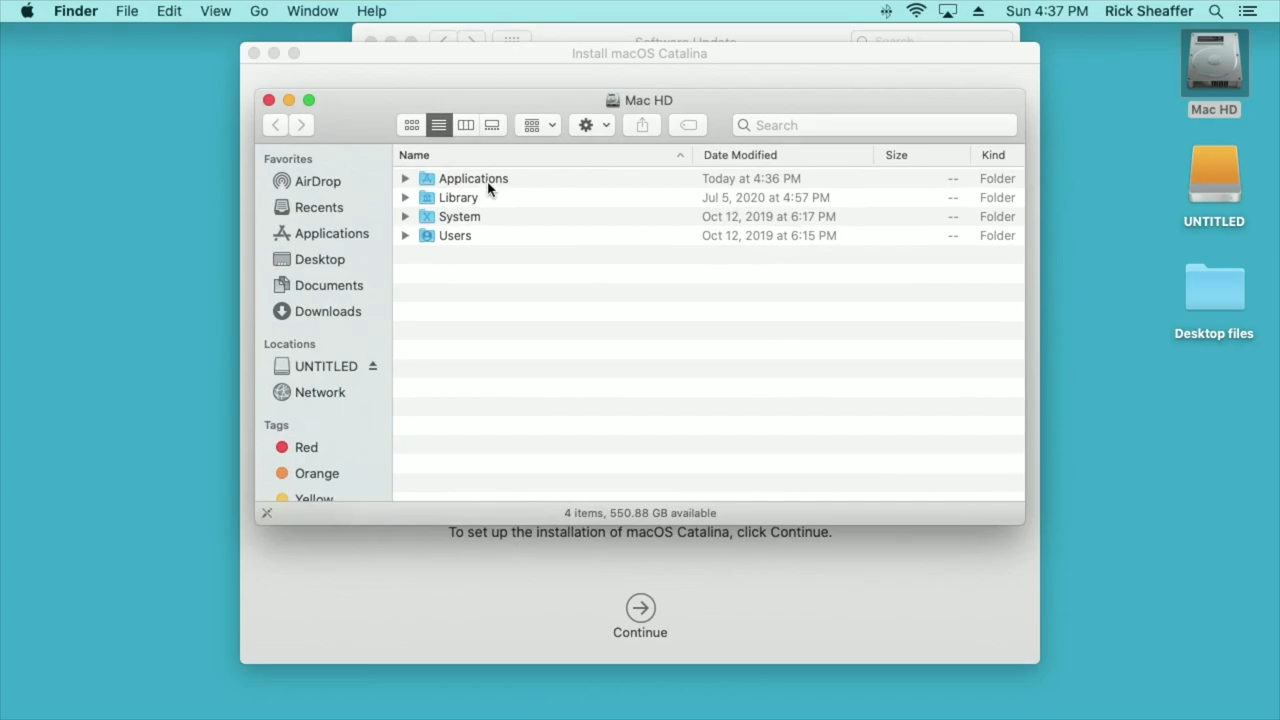 Finder File Edit View Go Window Help Sun 4:37 PM Rick Sheaffer
Software Update Search
Install macOS Catalina
Mac HD
Search
Name Date Modified Size Kind
Applications Today at 4:36 PM -- Folder
Library Jul 5, 2020 at 4:57 PM -- Folder
System Oct 12, 2019 at 6:17 PM -- Folder
Users Oct 12, 2019 at 6:15 PM -- Folder
Favorites
AirDrop
Recents
Applications
Desktop
Documents
Downloads
Locations
UNTITLED
Network
Tags
Red
Orange
Yellow
4 items, 550.88 GB available
To set up the installation of macOS Catalina, click Continue.
Continue
Mac HD
UNTITLED
Desktop files